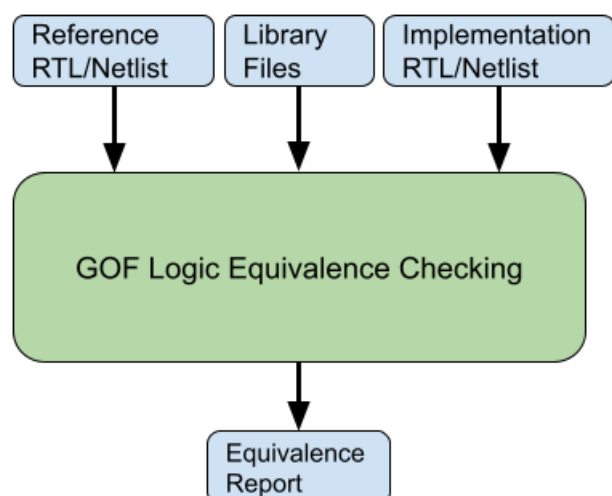 Reference
RTL/Netlist
Library
Files
Implementation
RTL/Netlist
GOF Logic Equivalence Checking
Equivalence
Report